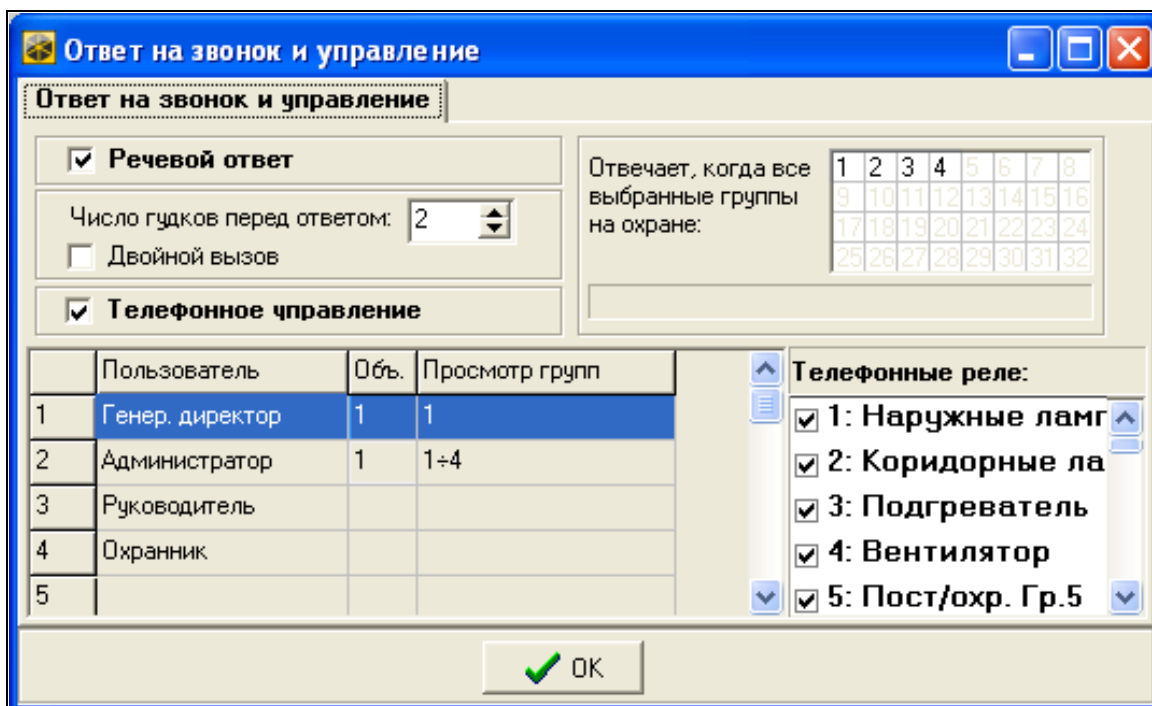 Ответ на звонок и управление
Ответ на звонок и управление
Речевой ответ
Число гудков перед ответом: 2
Двойной вызов
Телефонное управление
Отвечает, когда все
выбранные группы
на охране:
1 2 3 4 5 6 7 8
9 10 11 12 13 14 15 16
17 18 19 20 21 22 23 24
25 26 27 28 29 30 31 32
Пользователь Объ. Просмотр групп
1 Генер. директор 1 1
2 Администратор 1 1÷4
3 Руководитель
4 Охранник
5
Телефонные реле:
1: Наружные ламп
2: Коридорные ла
3: Подгреватель
4: Вентилятор
5: Пост/охр. Гр.5
OK